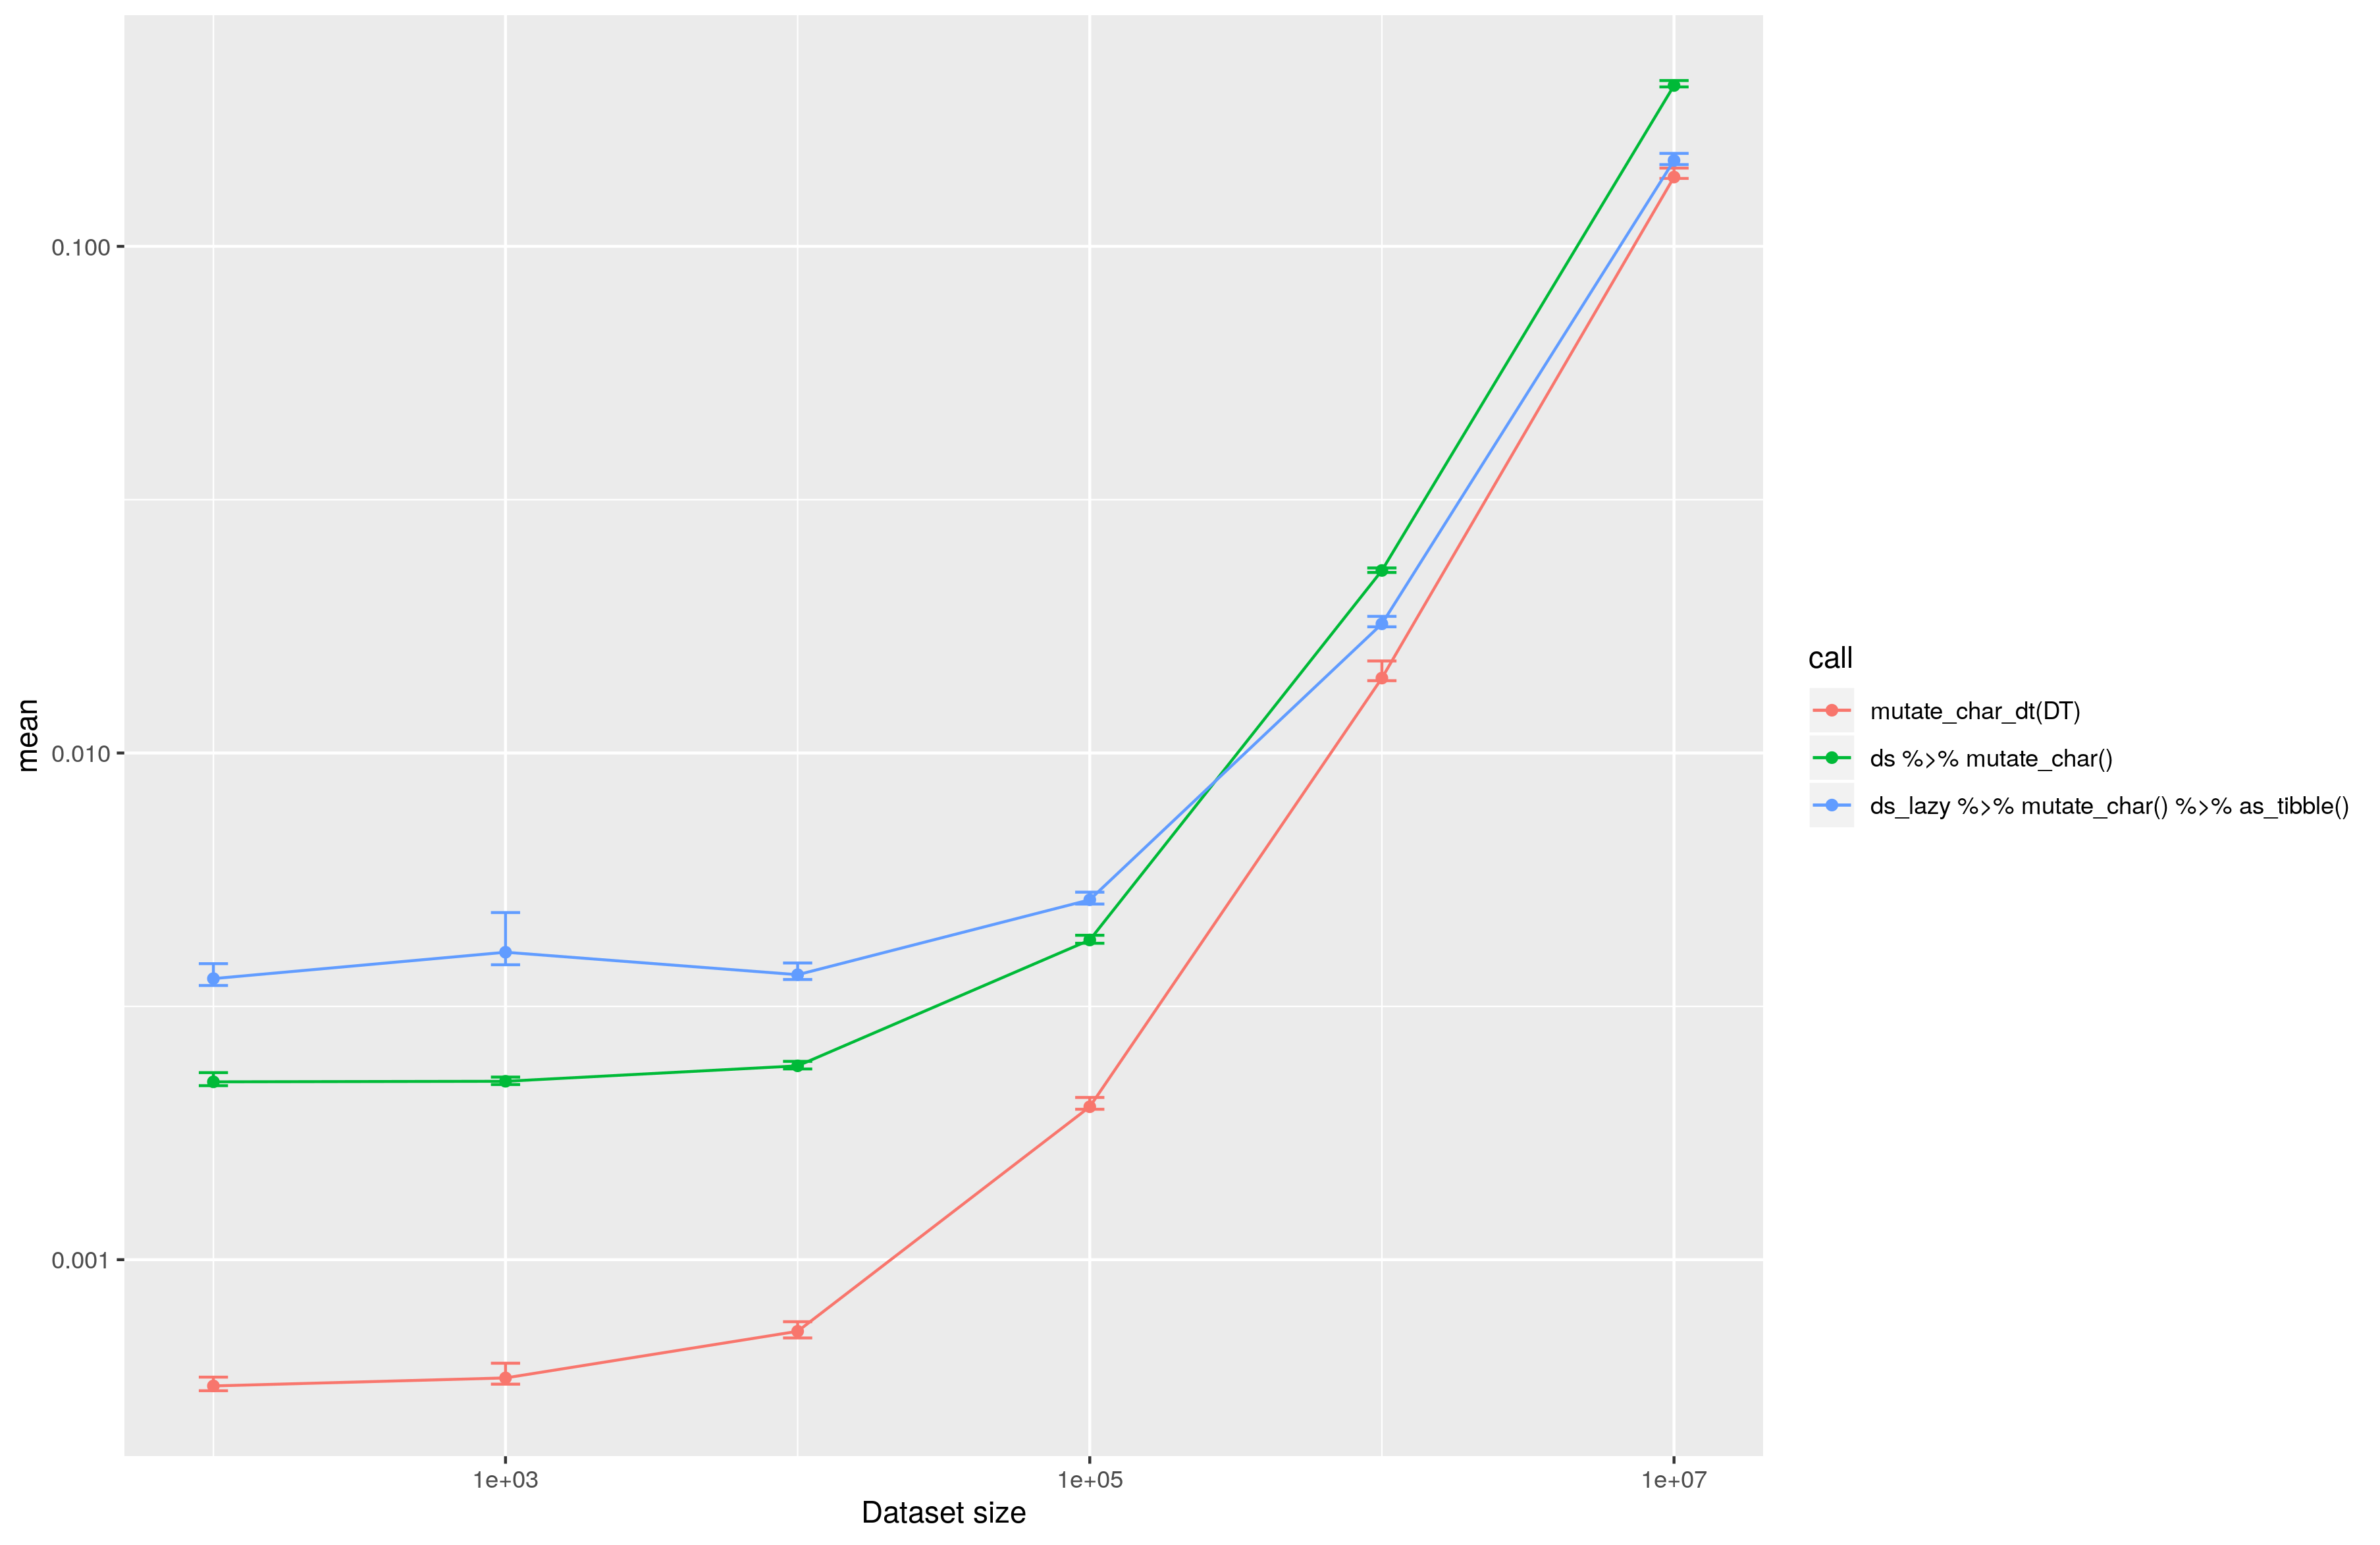 0.100
0.010
0.001
mean
1e+03
1e+05
1e+07
Dataset size
call
mutate_char_dt(DT)
ds %>% mutate_char()
ds_lazy %>% mutate_char() %>% as_tibble()